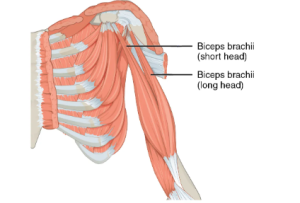 Biceps brachii
(short head)
Biceps brachii
(long head)